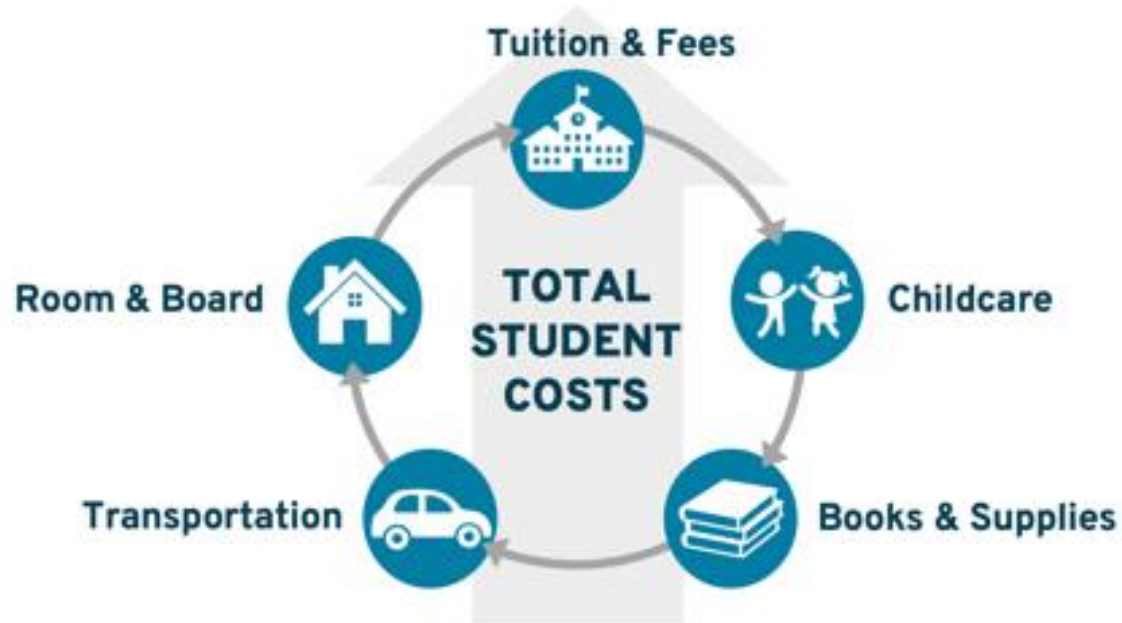 Tuition & Fees
Room & Board
TOTAL
STUDENT
COSTS
Childcare
Transportation
Books & Supplies